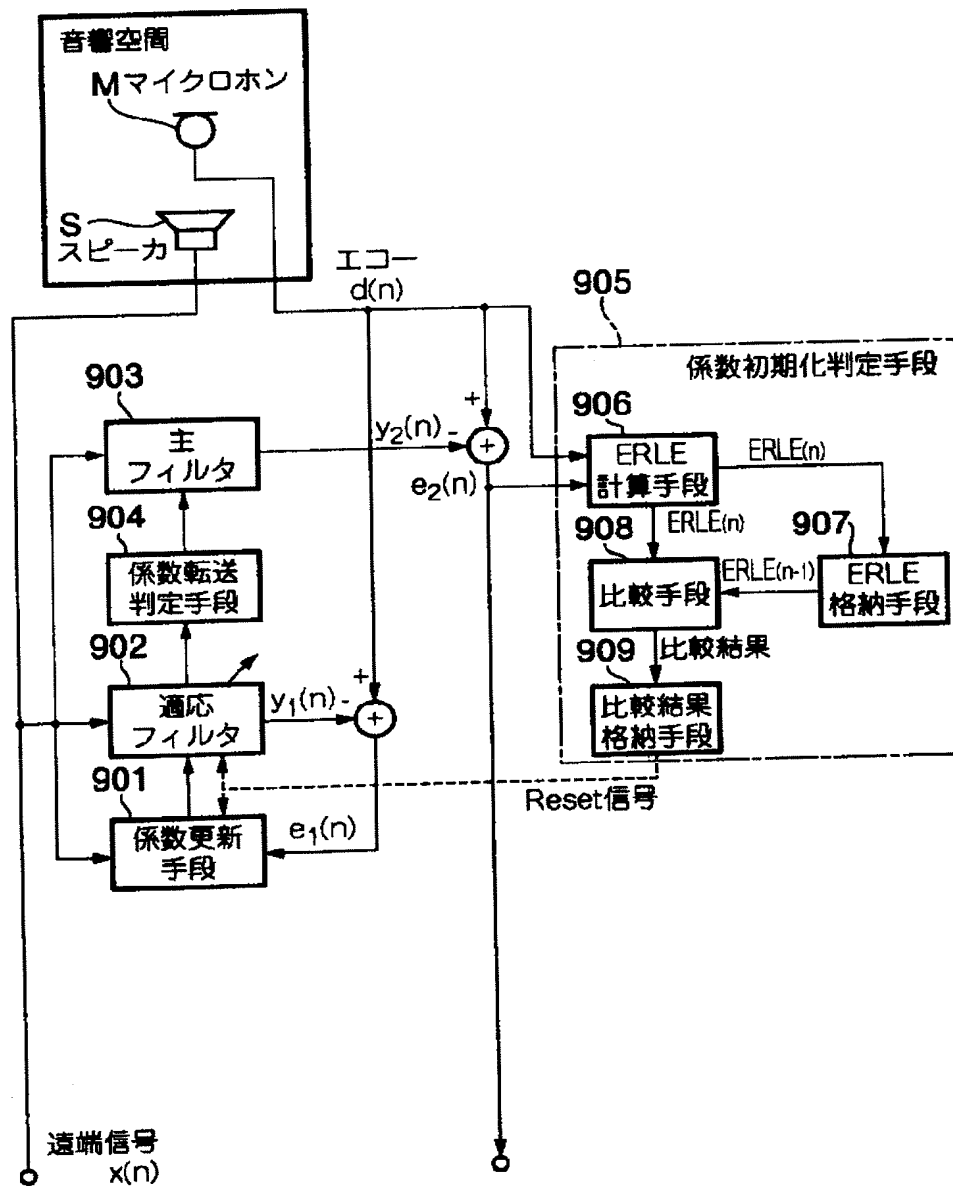 音響空間
Mマイクロホン
S
スピーカ
エコー
d(n)
905
係数初期化判定手段
903
主
フィルタ
y2(n)
-
+
+
e2(n)
906
ERLE
計算手段
ERLE(n)
ERLE(n)
904
係数転送
判定手段
908
比較手段
ERLE(n-1)
907
ERLE
格納手段
比較結果
902
適応
フィルタ
y1(n)
-
+
+
909
比較結果
格納手段
Reset信号
901
係数更新
手段
e1(n)
遠端信号
x(n)